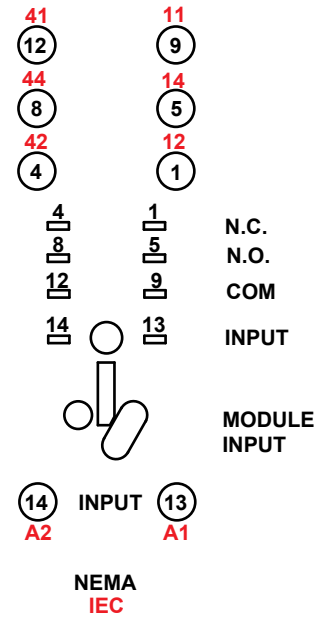 41 11
12 9
44 14
8 5
42 12
4 1
4 1 N.C.
8 5 N.O.
12 9 COM
14 13 INPUT
MODULE
INPUT
14 INPUT 13
A2 A1
NEMA
IEC